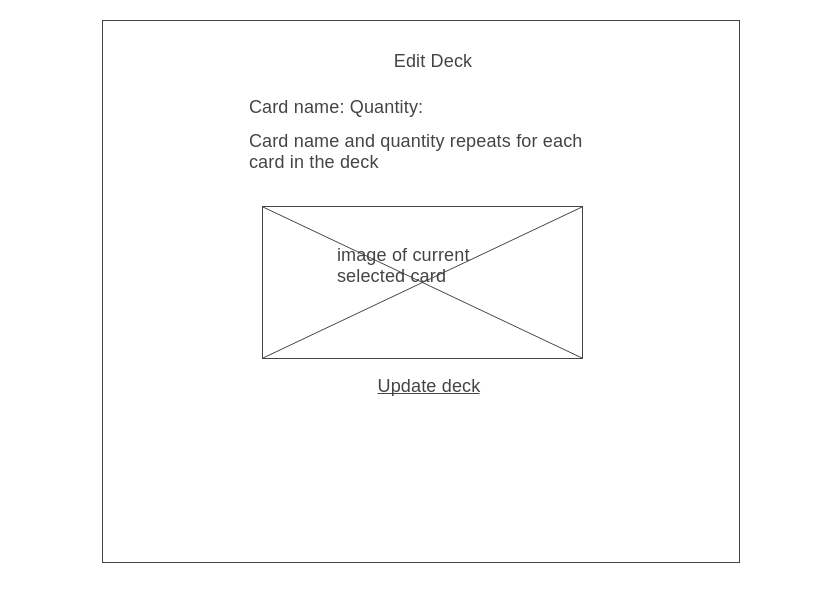 Edit Deck
Card name: Quantity:
Card name and quantity repeats for each
card in the deck
image of current
selected card
Update deck